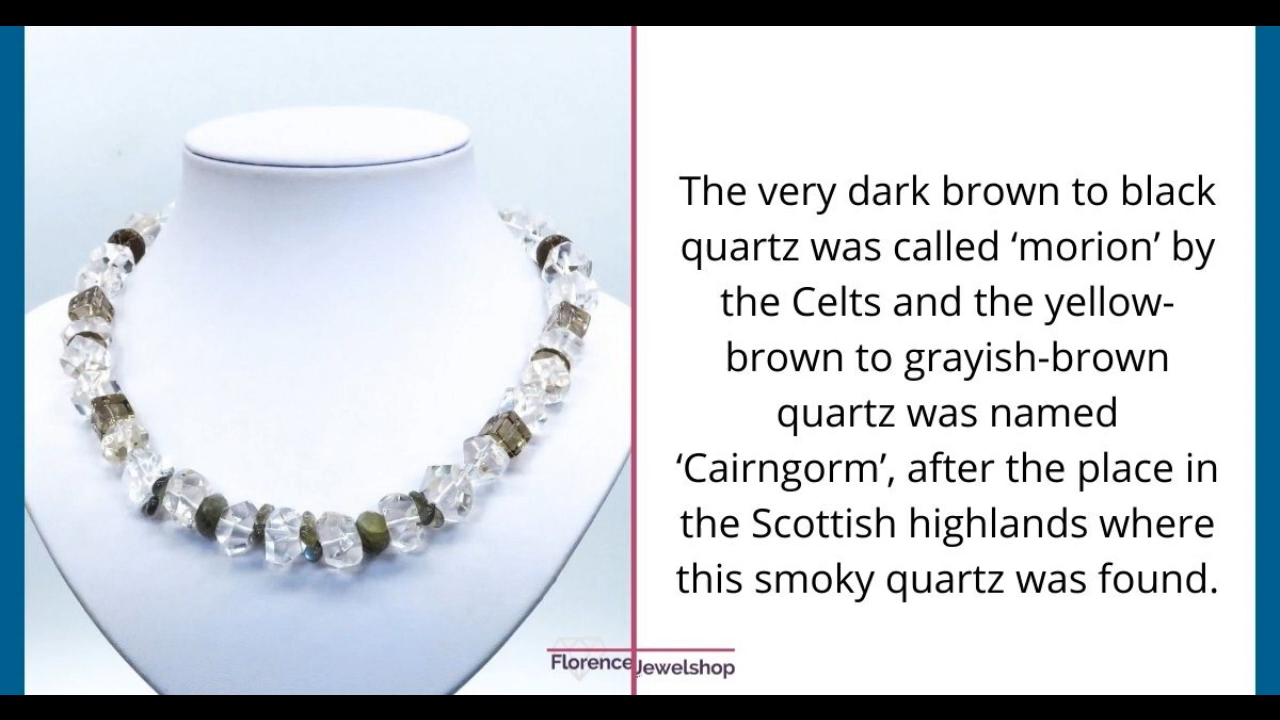 The very dark brown to black
quartz was called ‘morion’ by
the Celts and the yellow-
brown to grayish-brown
quartz was named
‘Cairngorm’, after the place in
the Scottish highlands where
this smoky quartz was found.
Florence Jewelshop